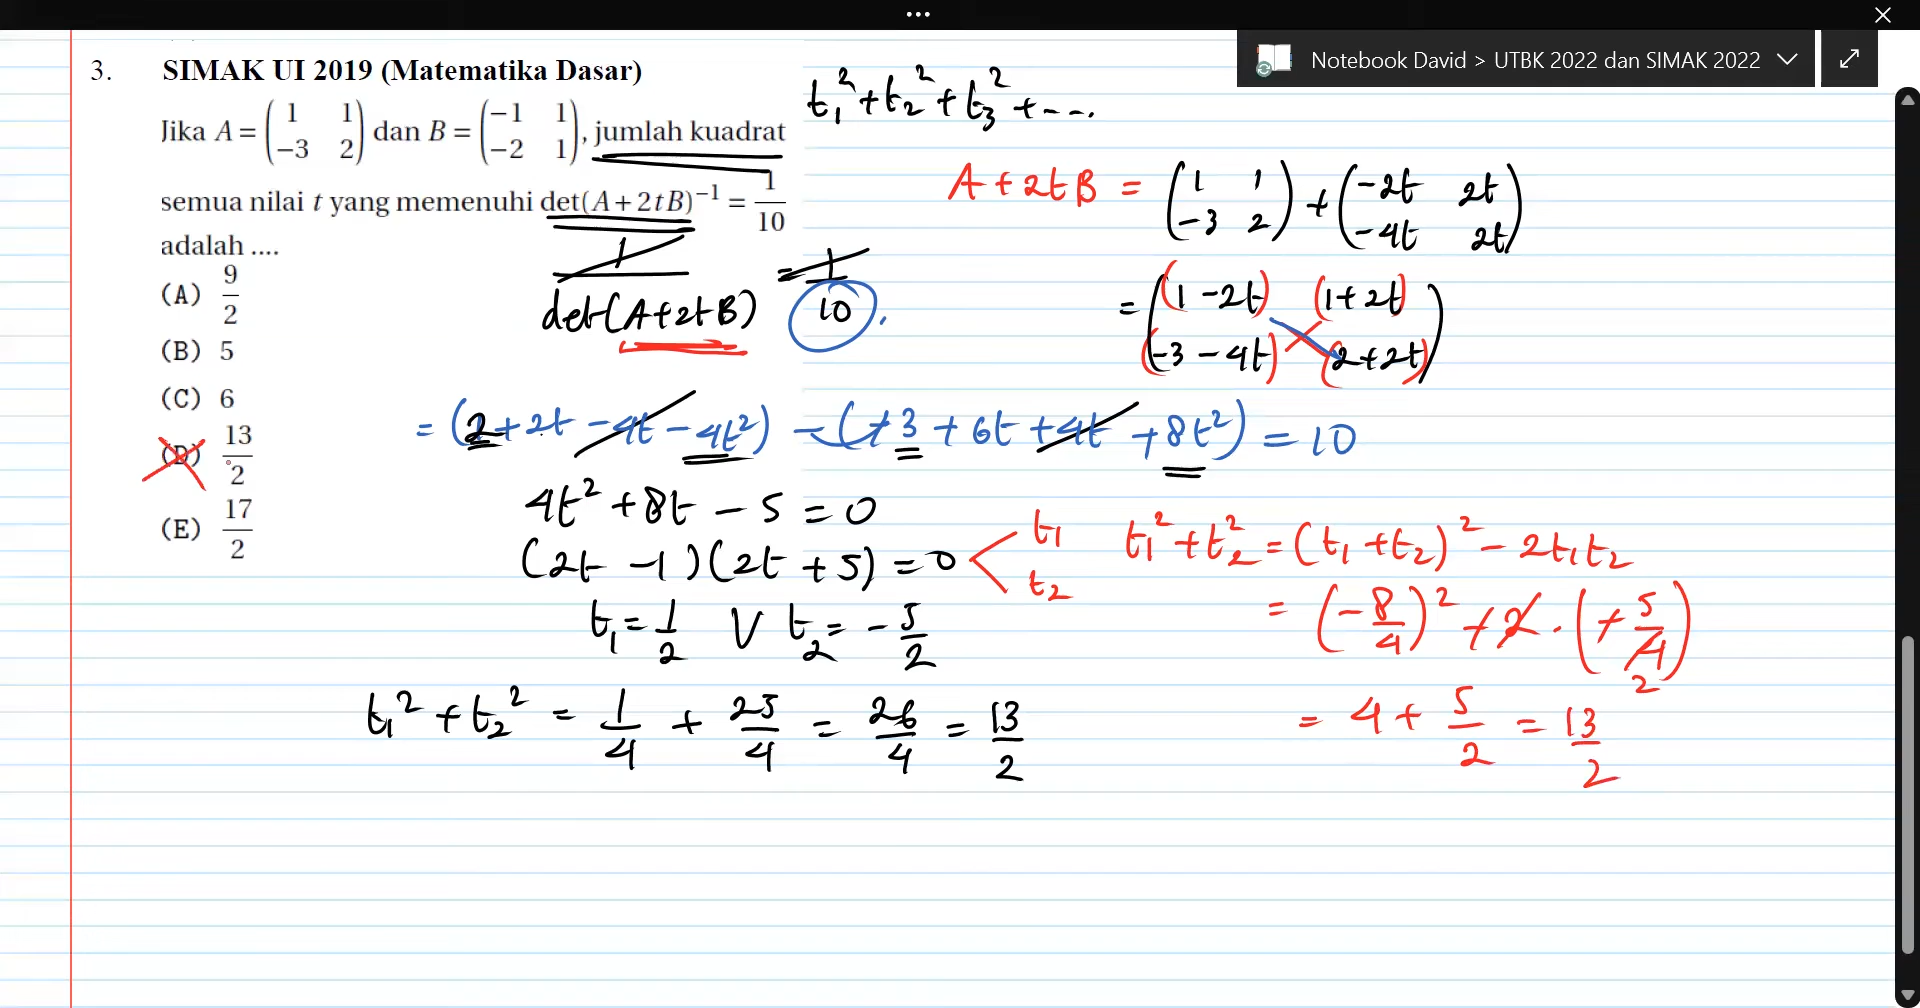 Notebook David > UTBK 2022 dan SIMAK 2022
3. SIMAK UI 2019 (Matematika Dasar)
Jika A = (1 1; −3 2) dan B = (−1 1; −2 1), jumlah kuadrat
semua nilai t yang memenuhi det(A + 2tB)⁻¹ = 1/10
adalah ....
(A) 9/2
(B) 5
(C) 6
(D) 13/2
(E) 17/2
t₁² + t₂² + t₃² + ....
1/det(A+2tB) = 1/10
A + 2tB = (1 1; −3 2) + (−2t 2t; −4t 2t)
= ((1 − 2t) (1 + 2t); (−3 − 4t) (2 + 2t))
= (2 + 2t − 4t − 4t²) − (+3 + 6t + 4t + 8t²) = 10
4t² + 8t − 5 = 0
(2t − 1)(2t + 5) = 0 < t₁ t₂
t₁ = 1/2 V t₂ = −5/2
t₁² + t₂² = 1/4 + 25/4 = 26/4 = 13/2
t₁² + t₂² = (t₁ + t₂)² − 2t₁t₂
= (−8/4)² + 2 · (+5/4) 2
= 4 + 5/2 = 13/2